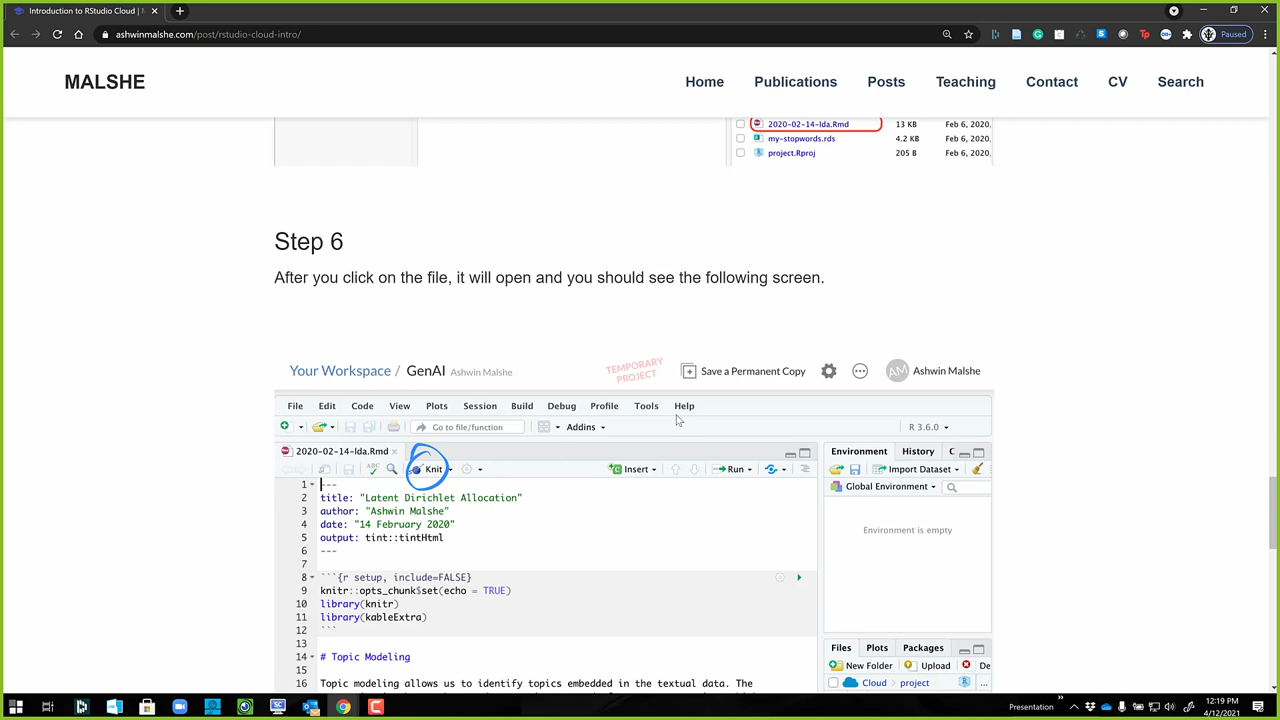 Introduction to RStudio Cloud |
ashwinmalshe.com/post/rstudio-cloud-intro/
Paused
MALSHE
Home Publications Posts Teaching Contact CV Search
2020-02-14-lda.Rmd 13 KB Feb 6, 2020,
my-stopwords.rds 4.2 KB Feb 6, 2020,
project.Rproj 205 B Feb 6, 2020,
Step 6
After you click on the file, it will open and you should see the following screen.
Your Workspace / GenAI Ashwin Malshe
TEMPORARY
PROJECT
Save a Permanent Copy
AM Ashwin Malshe
File Edit Code View Plots Session Build Debug Profile Tools Help
Go to file/function Addins R 3.6.0
2020-02-14-lda.Rmd
ABC Knit Insert Run
1 ---
2 title: "Latent Dirichlet Allocation"
3 author: "Ashwin Malshe"
4 date: "14 February 2020"
5 output: tint::tintHtml
6 ---
7
8 ```{r setup, include=FALSE}
9 knitr::opts_chunk$set(echo = TRUE)
10 library(knitr)
11 library(kableExtra)
12 ```
13
14 # Topic Modeling
15
16 Topic modeling allows us to identify topics embedded in the textual data. The
Environment History C
Import Dataset
Global Environment
Environment is empty
Files Plots Packages
New Folder Upload De
Cloud project ...
Presentation
12:19 PM
4/12/2021